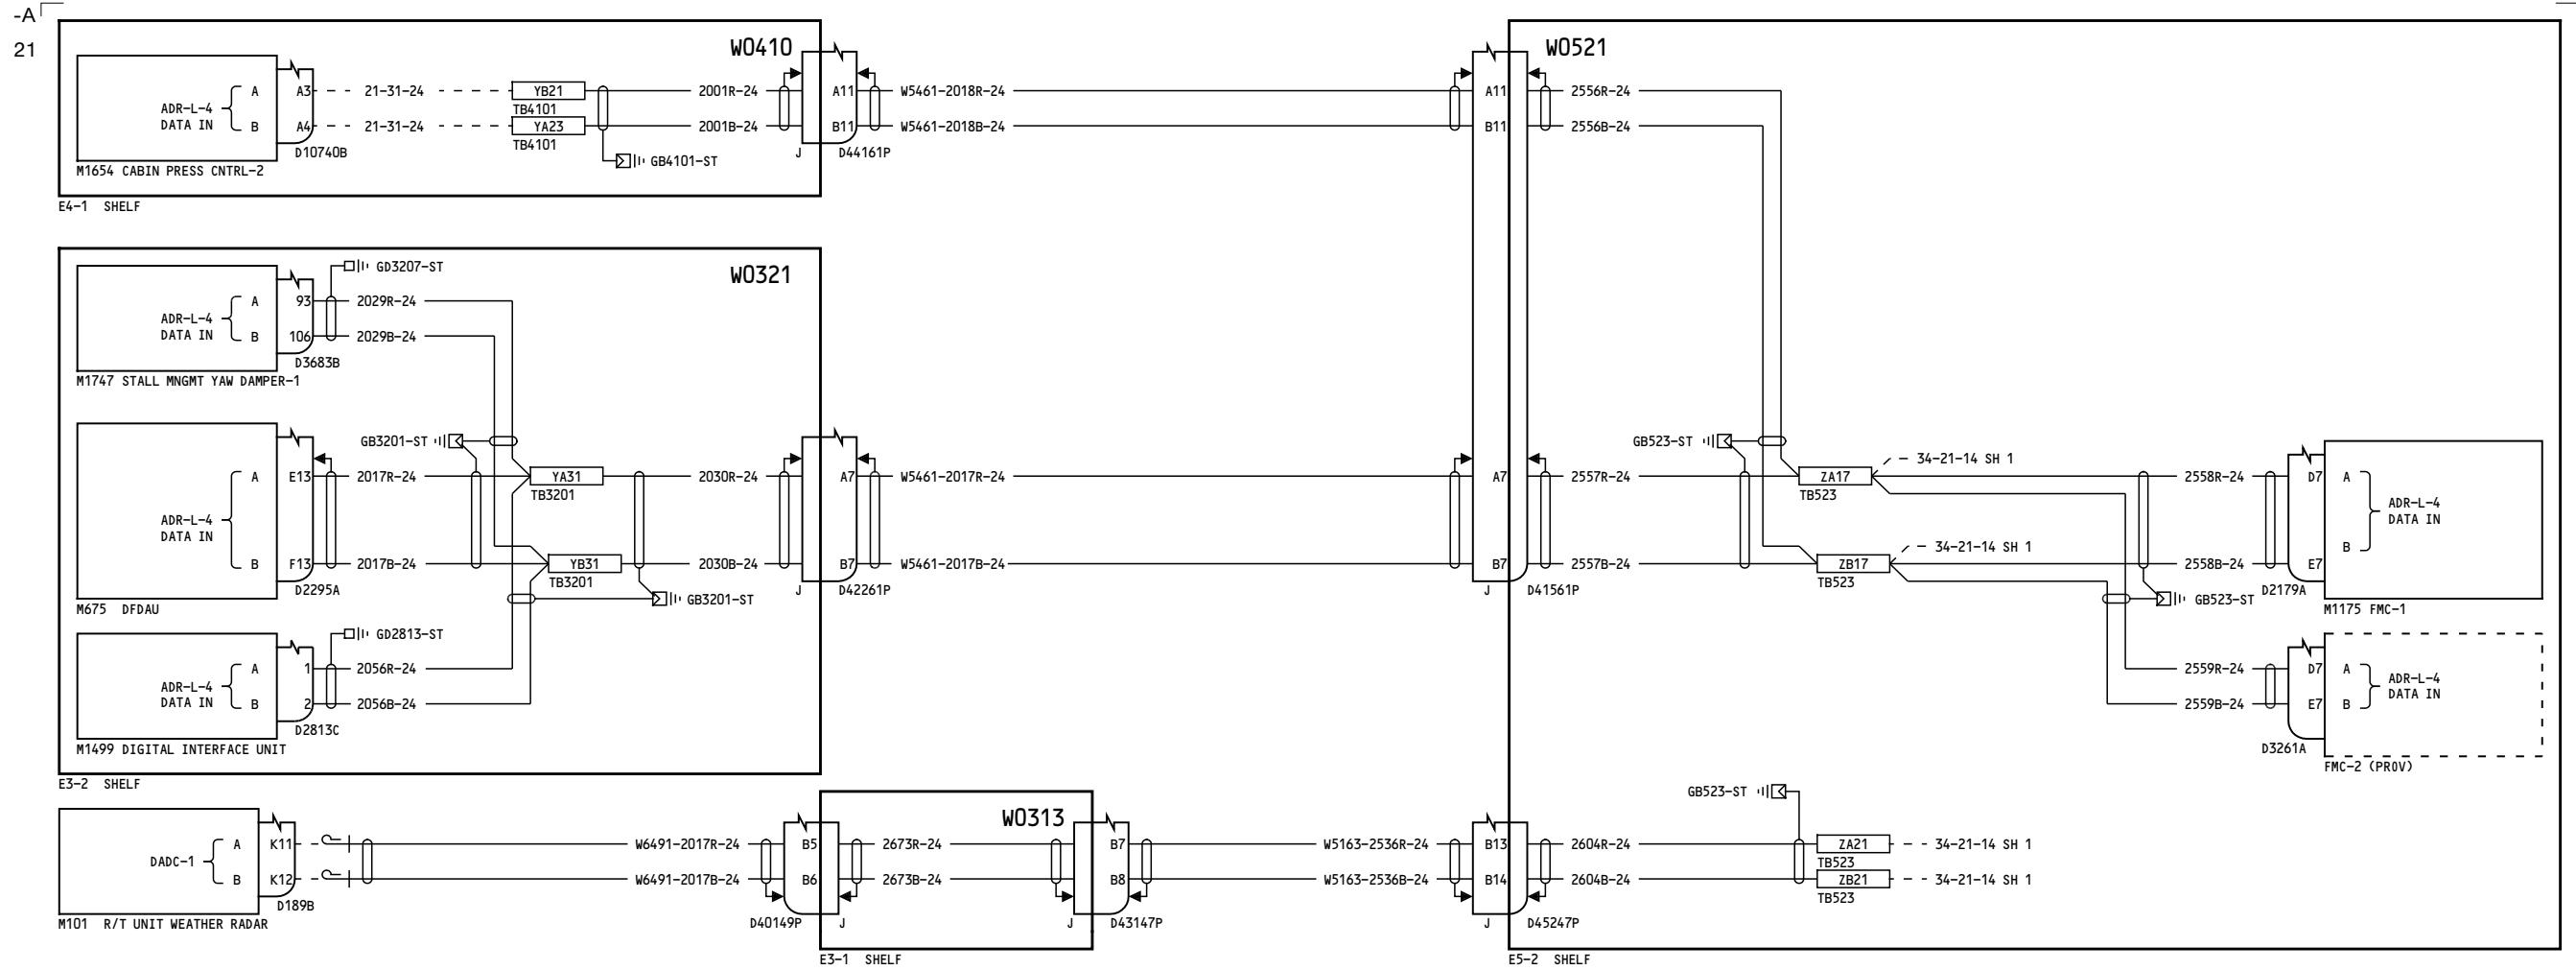 -A
21
W0410
A
B
ADR-L-4
DATA IN
A3
A4
21-31-24
21-31-24
YB21
TB4101
YA23
TB4101
2001R-24
2001B-24
GB4101-ST
D10740B
M1654 CABIN PRESS CNTRL-2
E4-1 SHELF
A11
B11
J
D44161P
W5461-2018R-24
W5461-2018B-24
W0321
A
B
ADR-L-4
DATA IN
93
106
GD3207-ST
2029R-24
2029B-24
D3683B
M1747 STALL MNGMT YAW DAMPER-1
A
B
ADR-L-4
DATA IN
E13
F13
2017R-24
2017B-24
GB3201-ST
D2295A
M675 DFDAU
YA31
TB3201
YB31
TB3201
2030R-24
2030B-24
GB3201-ST
A7
B7
J
D42261P
W5461-2017R-24
W5461-2017B-24
A
B
ADR-L-4
DATA IN
1
2
GD2813-ST
2056R-24
2056B-24
D2813C
M1499 DIGITAL INTERFACE UNIT
E3-2 SHELF
A
B
DADC-1
K11
K12
D189B
M101 R/T UNIT WEATHER RADAR
W6491-2017R-24
W6491-2017B-24
B5
B6
D40149P
J
W0313
2673R-24
2673B-24
B7
B8
J
D43147P
E3-1 SHELF
W5163-2536R-24
W5163-2536B-24
W0521
A11
B11
2556R-24
2556B-24
A7
B7
J
D41561P
2557R-24
2557B-24
GB523-ST
ZA17
TB523
ZB17
TB523
34-21-14 SH 1
34-21-14 SH 1
2558R-24
2558B-24
GB523-ST
D7
E7
D2179A
A
B
ADR-L-4
DATA IN
M1175 FMC-1
2559R-24
2559B-24
D7
E7
D3261A
A
B
ADR-L-4
DATA IN
FMC-2 (PROV)
B13
B14
J
D45247P
2604R-24
2604B-24
GB523-ST
ZA21
TB523
ZB21
TB523
34-21-14 SH 1
34-21-14 SH 1
E5-2 SHELF